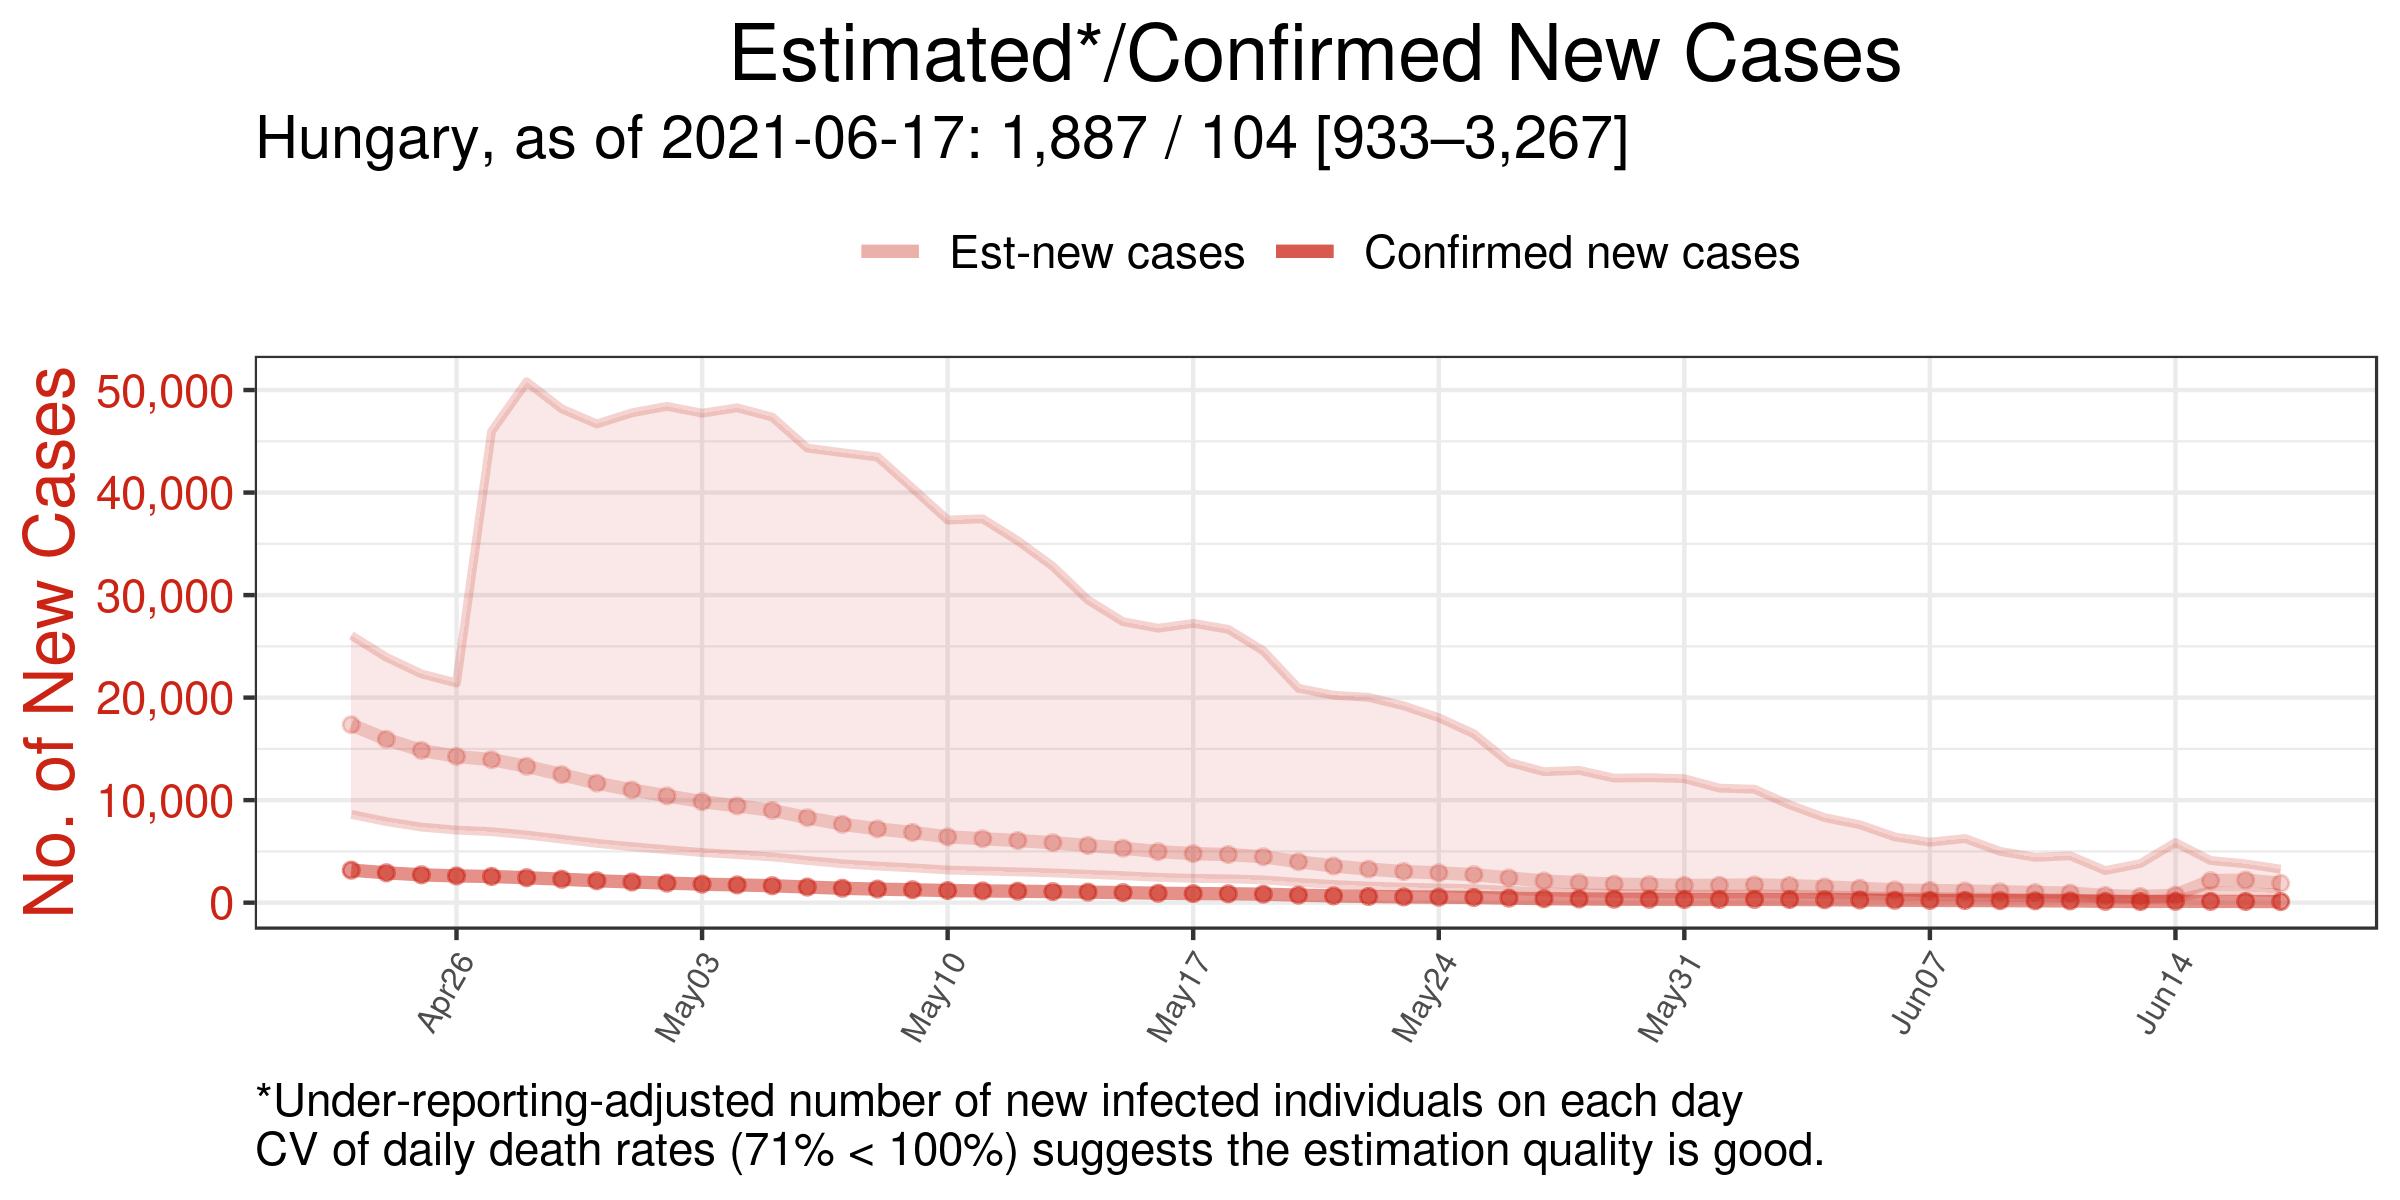 Estimated*/Confirmed New Cases
Hungary, as of 2021-06-17: 1,887 / 104 [933–3,267]
Est-new cases
Confirmed new cases
No. of New Cases
50,000
40,000
30,000
20,000
10,000
0
Apr26
May03
May10
May17
May24
May31
Jun07
Jun14
*Under-reporting-adjusted number of new infected individuals on each day
CV of daily death rates (71% < 100%) suggests the estimation quality is good.